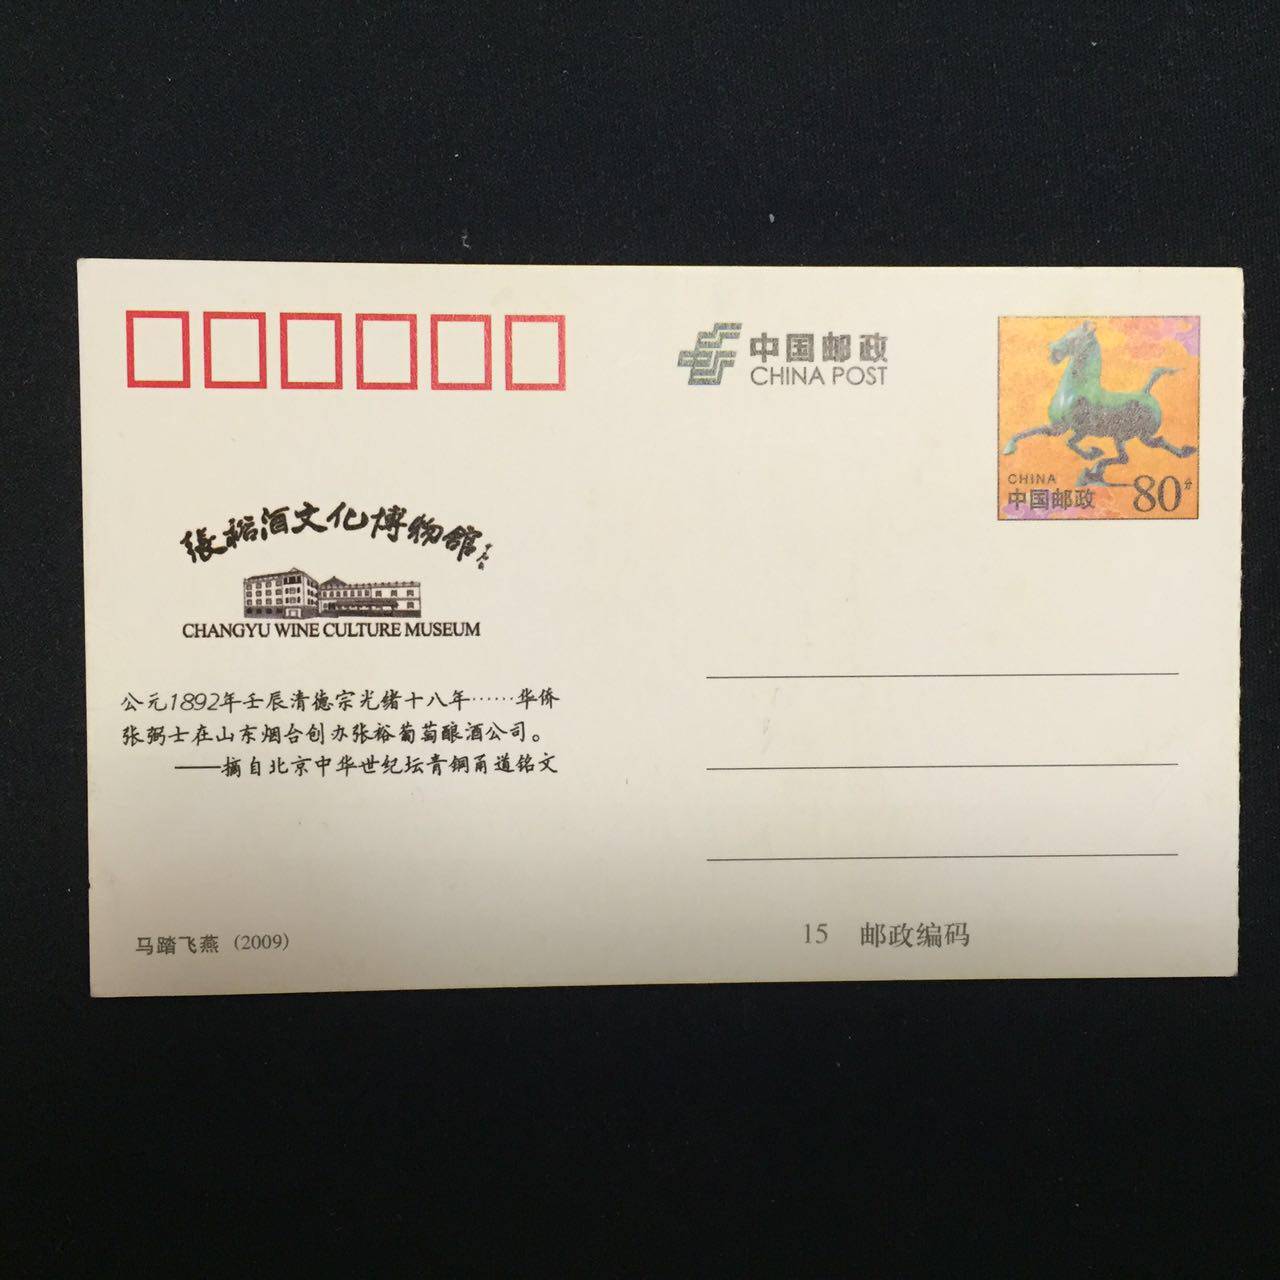 中国邮政
CHINA POST
CHINA
中国邮政 80分
張裕酒文化博物館
CHANGYU WINE CULTURE MUSEUM
公元1892年壬辰清德宗光绪十八年……华侨
张弼士在山东烟台创办张裕葡萄酿酒公司。
——摘自北京中华世纪坛青铜甬道铭文
马踏飞燕（2009）
15 邮政编码